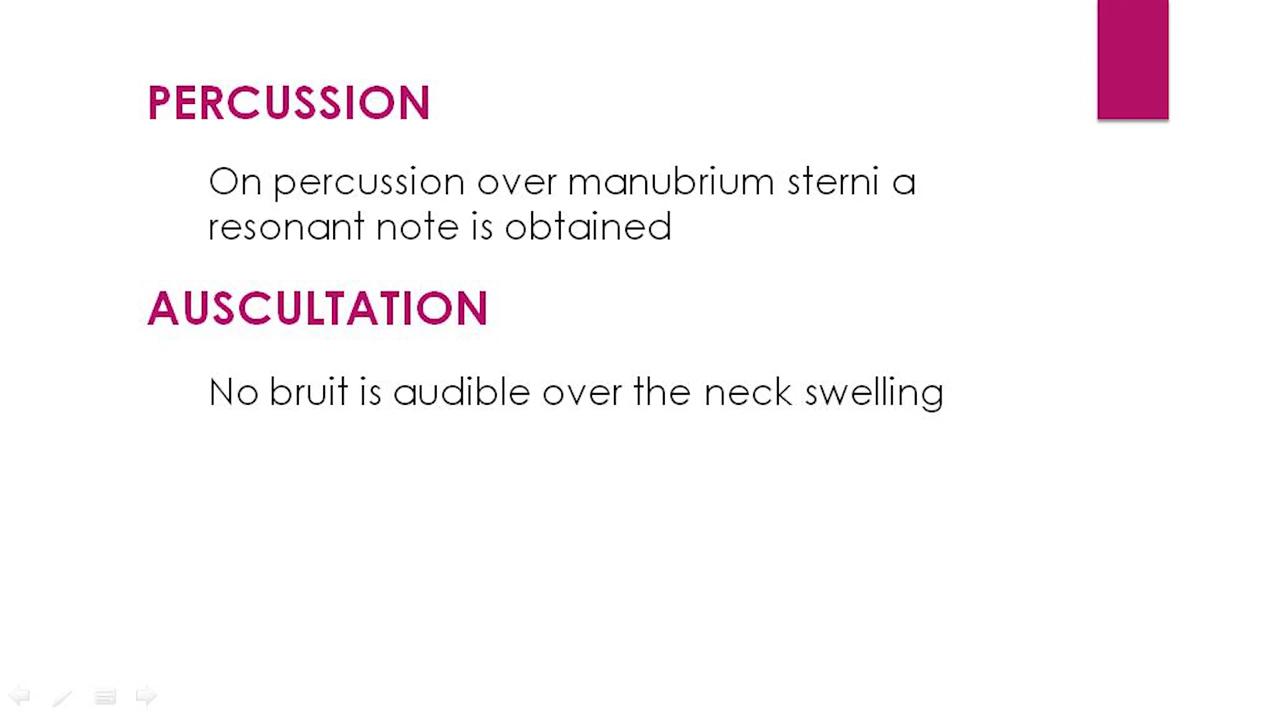 PERCUSSION
On percussion over manubrium sterni a
resonant note is obtained
AUSCULTATION
No bruit is audible over the neck swelling